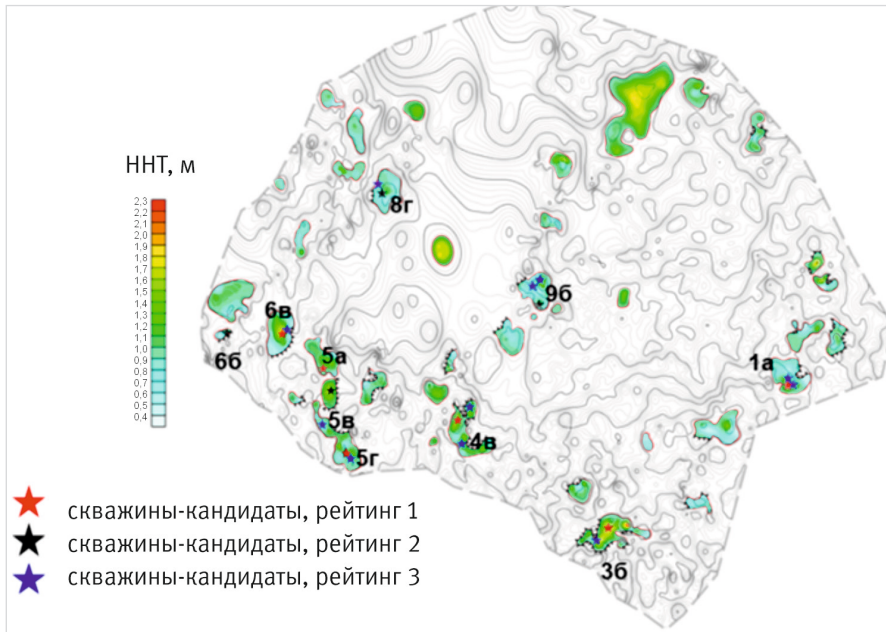 ННТ, м
2,3
2,2
2,1
2,0
1,9
1,8
1,7
1,6
1,5
1,4
1,3
1,2
1,1
1,0
0,9
0,8
0,7
0,6
0,5
0,4
8г
9б
6в
6б
5а
1а
5в
4в
5г
3б
скважины-кандидаты, рейтинг 1
скважины-кандидаты, рейтинг 2
скважины-кандидаты, рейтинг 3